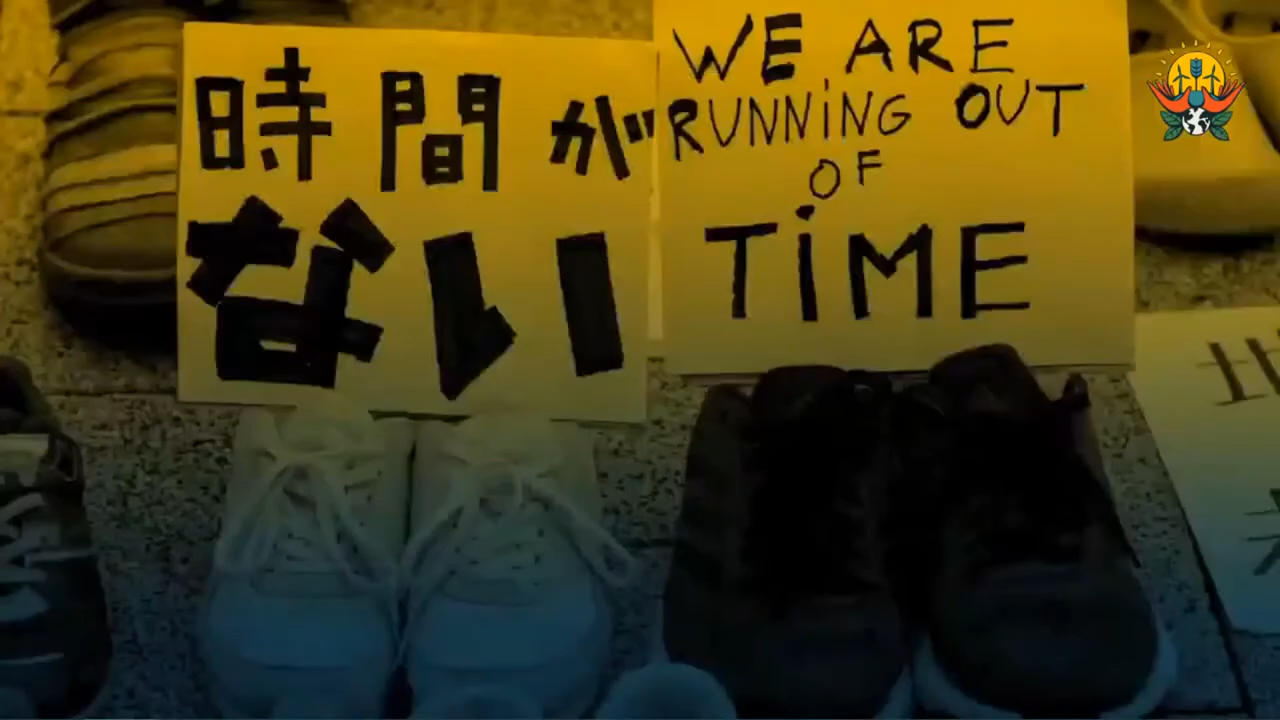 時間が
ない
WE ARE
RUNNING OUT
OF
TIME